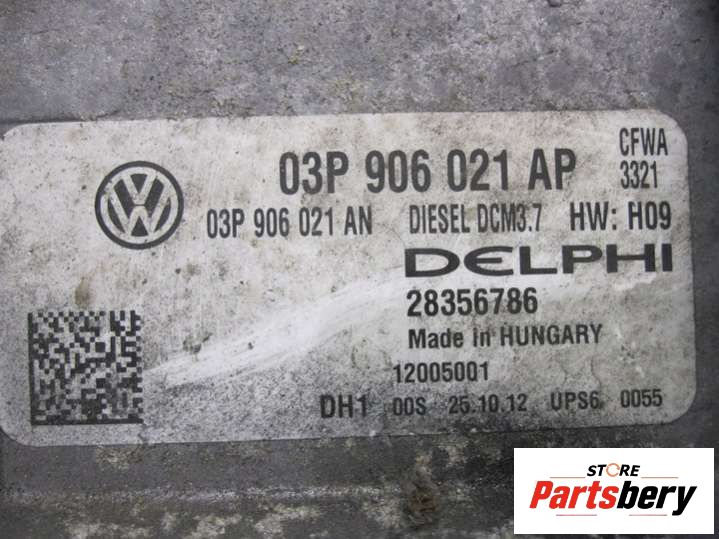 03P 906 021 AP
CFWA
3321
03P 906 021 AN DIESEL DCM3.7 HW: H09
DELPHI
28356786
Made in HUNGARY
12005001
DH1 00S 25.10.12 UPS6 0055
STORE
Partsbery